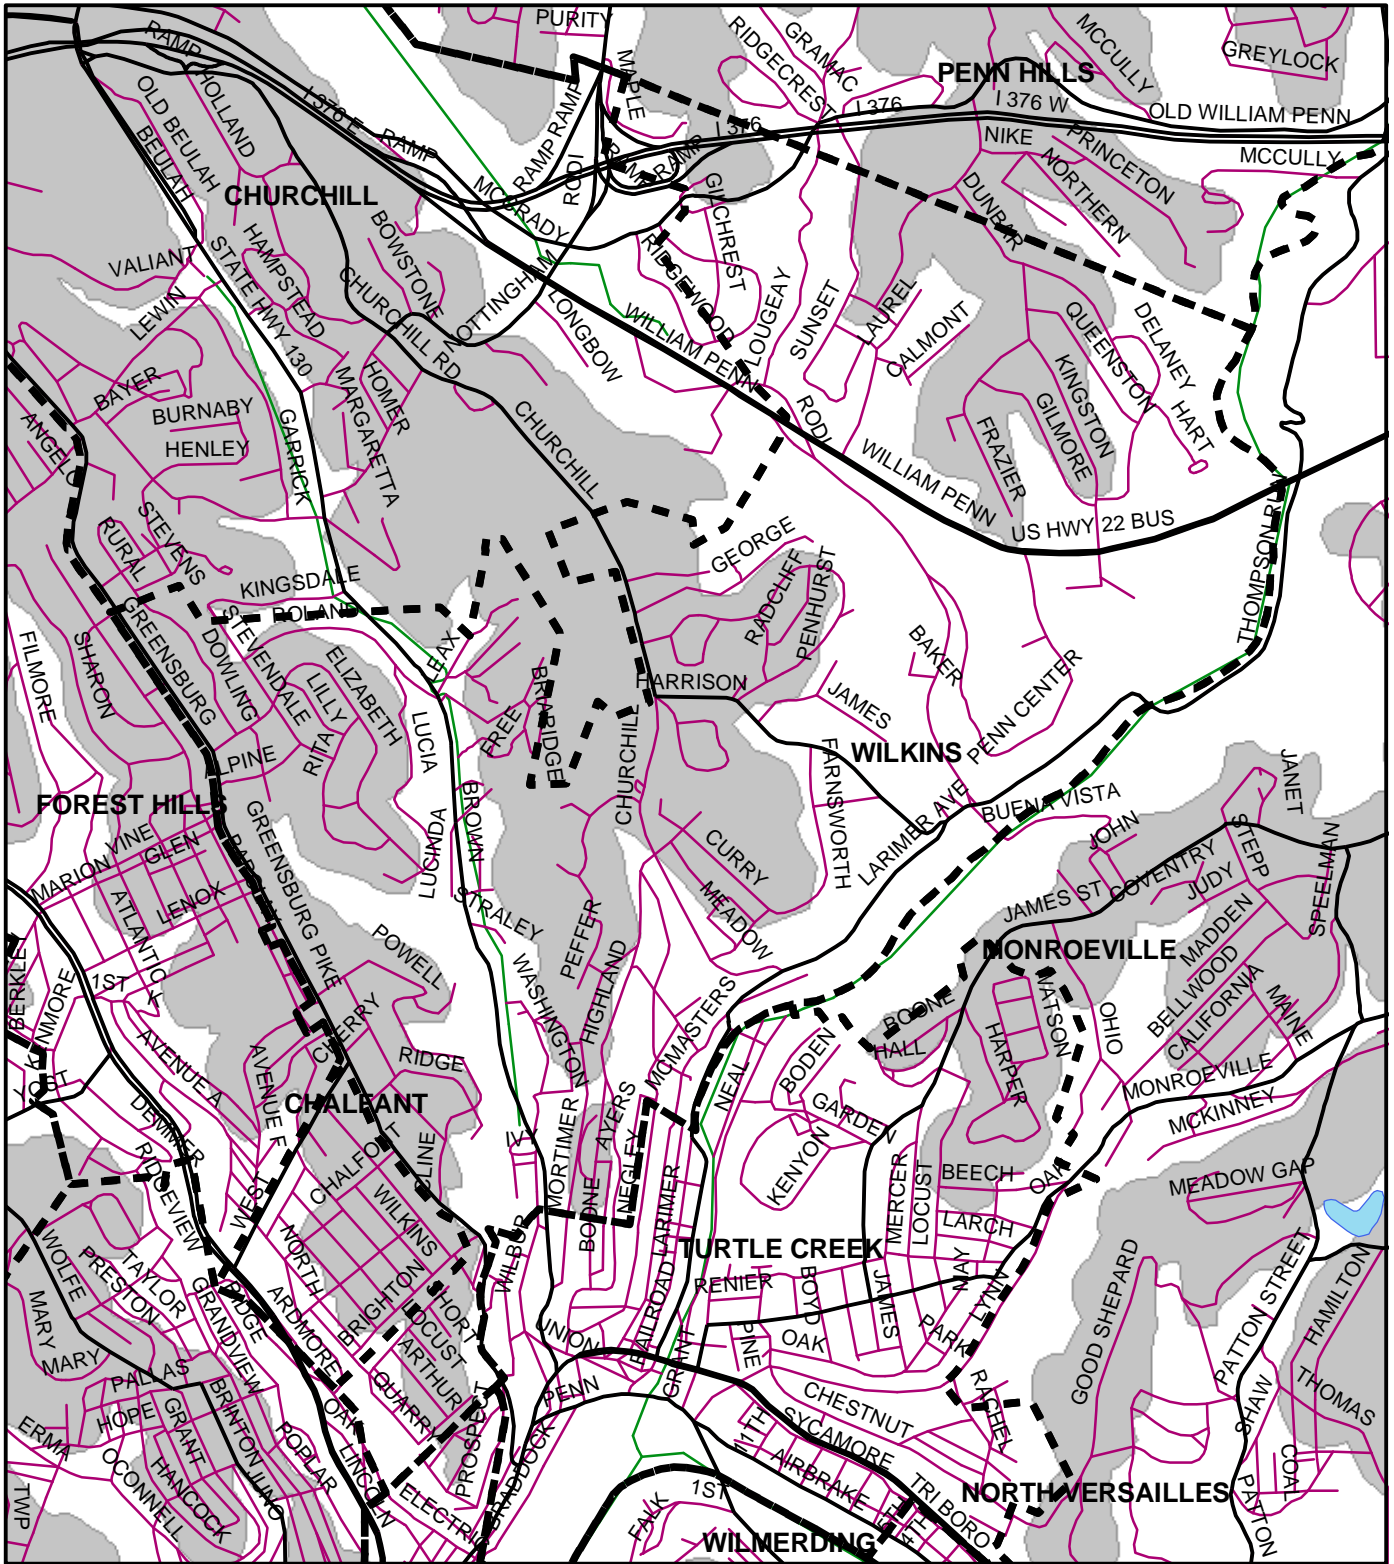 PURITY
RAMP
RIDGECREST
GRAMAC
MCCULLY
GREYLOCK
MAPLE
PENN HILLS
OLD BEULAH
HOLLAND
I 376 E
RAMP
RAMP
RAMP
I 376
I 376
I 376 W
OLD WILLIAM PENN
BEULAH
RODI
RAMP
RAMP
NIKE
PRINCETON
MCCULLY
CHURCHILL
MCCRADY
GILCHREST
DUNBAR
NORTHERN
VALIANT
STATE HWY 130
HAMPSTEAD
BOWSTONE
CHURCHILL RD
NOTTINGHAM
LONGBOW
RIDGEWOOD
LOUGEAY
SUNSET
LAUREL
CALMONT
LEWIN
WILLIAM PENN
QUEENSTON
DELANEY
BAYER
BURNABY
HENLEY
GARRICK
MARGARETTA
HOMER
CHURCHILL
RODI
WILLIAM PENN
FRAZIER
GILMORE
KINGSTON
HART
ANGELO
US HWY 22 BUS
STEVENS
RURAL
GEORGE
RADCLIFF
PENHURST
THOMPSON RUN
KINGSDALE
ROLAND
GREENSBURG
DOWLING
STEVENDALE
ELIZABETH
LILLY
RITA
LEAX
FILMORE
SHARON
BRIARIDGE
HARRISON
JAMES
BAKER
PENN CENTER
PINE
LUCIA
FREE
CHURCHILL
WILKINS
FARNSWORTH
JANET
FOREST HILLS
GREENSBURG PIKE
LUCINDA
BROWN
LARIMER AVE
BUENA VISTA
JOHN
STEPP
VINE
GLEN
MARION
ATLANTIC
LENOX
BARCLAY
CURRY
MEADOW
JAMES ST
COVENTRY
JUDY
SPEELMAN
STRALEY
PEFFER
HIGHLAND
MADDEN
POWELL
MONROEVILLE
BERKLE
KENMORE
1ST
K
WASHINGTON
MCMASTERS
BOONE
WATSON
BELLWOOD
CALIFORNIA
MAINE
OHIO
CHERRY
AVENUE A
AVENUE F
RIDGE
HALL
HARPER
YOST
BODEN
NEAL
MONROEVILLE
MCKINNEY
DEMMER
CHALFANT
AYERS
GARDEN
RIDGEVIEW
WEST
CHALFONT
CLINE
IVY
MORTIMER
BOONE
NEGLEY
KENYON
MERCER
LOCUST
BEECH
OAK
MEADOW GAP
WOLFE
WILKINS
LARIMER
LARCH
PRESTON
TAYLOR
NORTH
WILBUR
TURTLE CREEK
GOOD SHEPARD
HAMILTON
GRANDVIEW
RIDGE
ARDMORE
BRIGHTON
SHORT
LOCUST
RENIER
BOYD
JAMES
MAY
LYNN
PATTON STREET
MARY
MARY
UNION
RAILROAD
GRANT
PINE
OAK
PARK
PALLAS
HOPE
GRANT
BRINTON
ARTHUR
QUARRY
PENN
RACHEL
THOMAS
ERMA
OCONNELL
HANCOCK
JUNO
POPLAR
OAK
LINCOLN
PROSPECT
BRADDOCK
CHESTNUT
SYCAMORE
11TH
AIRBRAKE
SHAW
COAL
TWP
ELECTRIC
FALK
1ST
TRI BORO
NORTH VERSAILLES
PATTON
WILMERDING